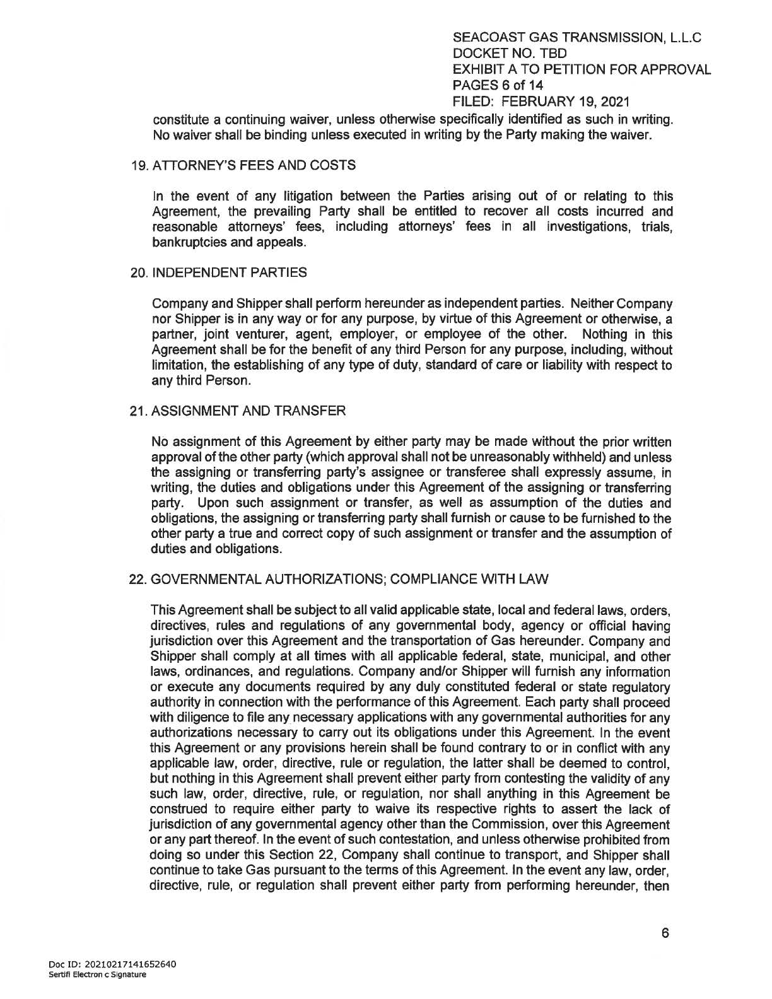 SEACOAST GAS TRANSMISSION, L.L.C
DOCKET NO. TBD
EXHIBIT A TO PETITION FOR APPROVAL
PAGES 6 of 14
FILED: FEBRUARY 19, 2021
constitute a continuing waiver, unless otherwise specifically identified as such in writing.
No waiver shall be binding unless executed in writing by the Party making the waiver.
19. ATTORNEY'S FEES AND COSTS
In the event of any litigation between the Parties arising out of or relating to this
Agreement, the prevailing Party shall be entitled to recover all costs incurred and
reasonable attorneys' fees, including attorneys' fees in all investigations, trials,
bankruptcies and appeals.
20. INDEPENDENT PARTIES
Company and Shipper shall perform hereunder as independent parties. Neither Company
nor Shipper is in any way or for any purpose, by virtue of this Agreement or otherwise, a
partner, joint venturer, agent, employer, or employee of the other. Nothing in this
Agreement shall be for the benefit of any third Person for any purpose, including, without
limitation, the establishing of any type of duty, standard of care or liability with respect to
any third Person.
21. ASSIGNMENT AND TRANSFER
No assignment of this Agreement by either party may be made without the prior written
approval of the other party (which approval shall not be unreasonably withheld) and unless
the assigning or transferring party's assignee or transferee shall expressly assume, in
writing, the duties and obligations under this Agreement of the assigning or transferring
party. Upon such assignment or transfer, as well as assumption of the duties and
obligations, the assigning or transferring party shall furnish or cause to be furnished to the
other party a true and correct copy of such assignment or transfer and the assumption of
duties and obligations.
22. GOVERNMENTAL AUTHORIZATIONS; COMPLIANCE WITH LAW
This Agreement shall be subject to all valid applicable state, local and federal laws, orders,
directives, rules and regulations of any governmental body, agency or official having
jurisdiction over this Agreement and the transportation of Gas hereunder. Company and
Shipper shall comply at all times with all applicable federal, state, municipal, and other
laws, ordinances, and regulations. Company and/or Shipper will furnish any information
or execute any documents required by any duly constituted federal or state regulatory
authority in connection with the performance of this Agreement. Each party shall proceed
with diligence to file any necessary applications with any governmental authorities for any
authorizations necessary to carry out its obligations under this Agreement. In the event
this Agreement or any provisions herein shall be found contrary to or in conflict with any
applicable law, order, directive, rule or regulation, the latter shall be deemed to control,
but nothing in this Agreement shall prevent either party from contesting the validity of any
such law, order, directive, rule, or regulation, nor shall anything in this Agreement be
construed to require either party to waive its respective rights to assert the lack of
jurisdiction of any governmental agency other than the Commission, over this Agreement
or any part thereof. In the event of such contestation, and unless otherwise prohibited from
doing so under this Section 22, Company shall continue to transport, and Shipper shall
continue to take Gas pursuant to the terms of this Agreement. In the event any law, order,
directive, rule, or regulation shall prevent either party from performing hereunder, then
6
Doc ID: 20210217141652640
Sertifi Electron c Signature